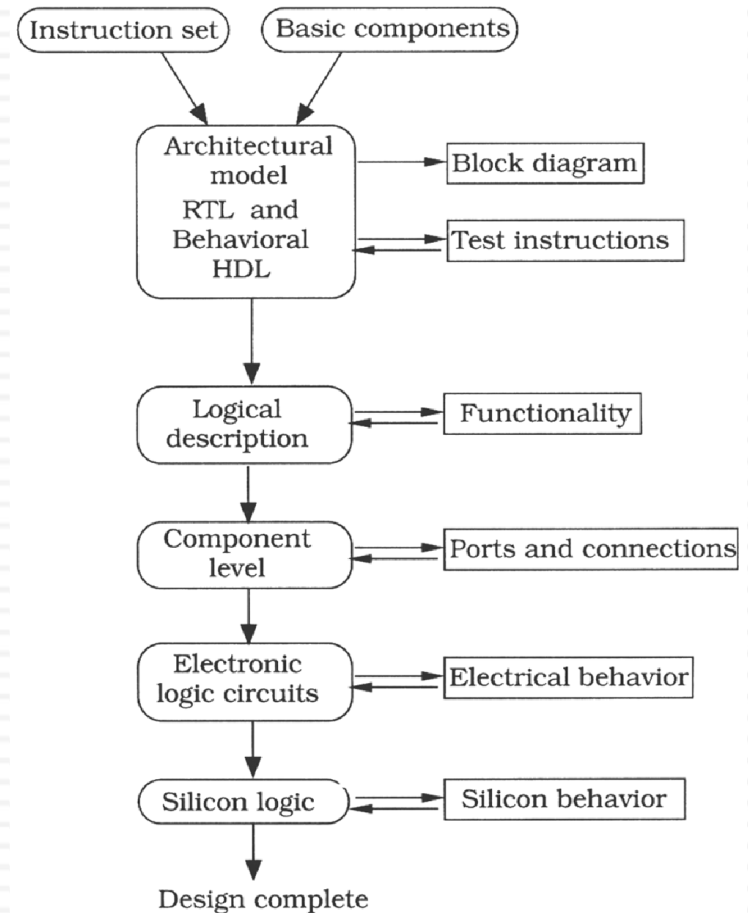 Instruction set
Basic components
Architectural
model
RTL and
Behavioral
HDL
Block diagram
Test instructions
Logical
description
Functionality
Component
level
Ports and connections
Electronic
logic circuits
Electrical behavior
Silicon logic
Silicon behavior
Design complete